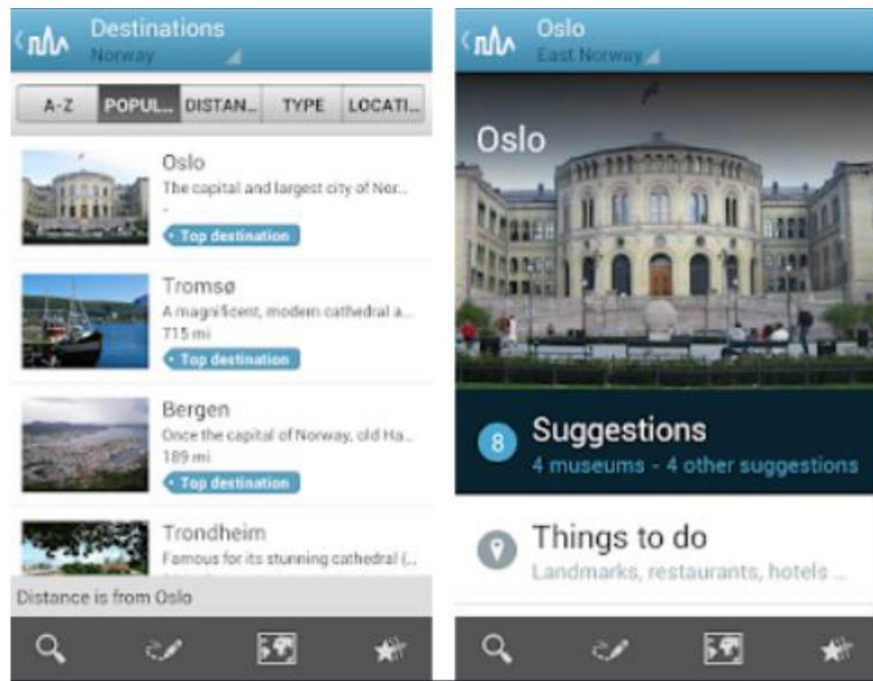 Destinations
Norway
A-Z POPUL... DISTAN... TYPE LOCATI...
Oslo
The capital and largest city of Nor...
-
Top destination
Tromsø
A magnificent, modern cathedral a...
715 mi
Top destination
Bergen
Once the capital of Norway, old Ha...
189 mi
Top destination
Trondheim
Famous for its stunning cathedral (...
Distance is from Oslo
Oslo
East Norway
Oslo
8
Suggestions
4 museums - 4 other suggestions
Things to do
Landmarks, restaurants, hotels ...